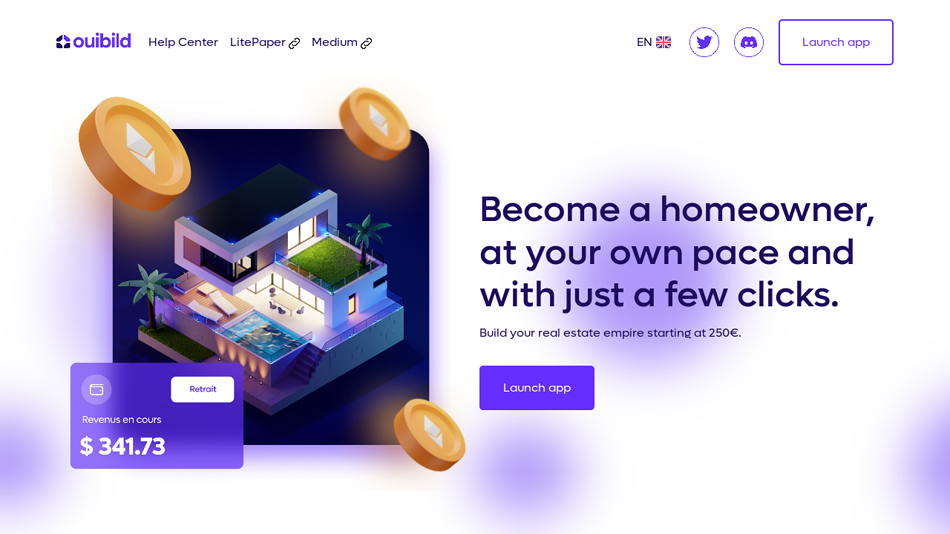 ouibild
Help Center LitePaper Medium EN Launch app
Become a homeowner,
at your own pace and
with just a few clicks.
Build your real estate empire starting at 250€.
Launch app
Retrait
Revenus en cours
$ 341.73